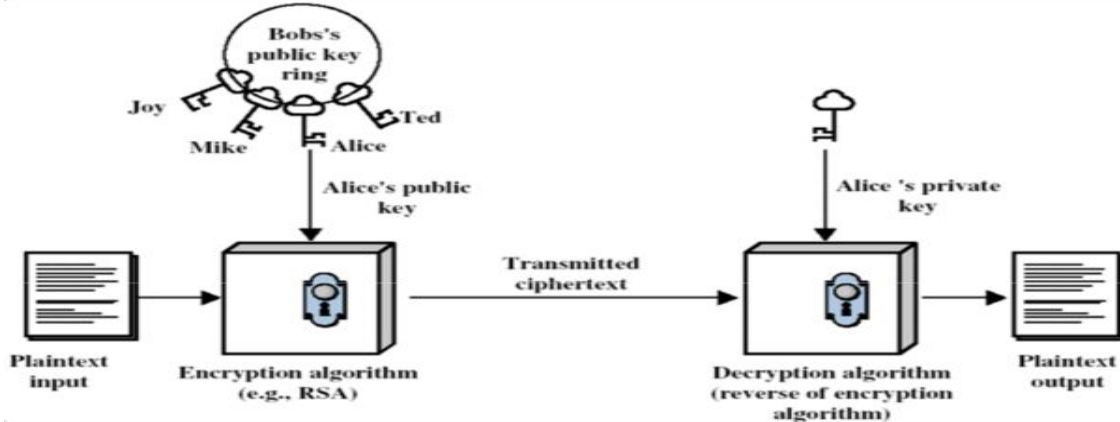 Bobs's
public key
ring
Joy
Ted
Mike
Alice
Alice's public
key
Alice 's private
key
Transmitted
ciphertext
Plaintext
input
Encryption algorithm
(e.g., RSA)
Decryption algorithm
(reverse of encryption
algorithm)
Plaintext
output